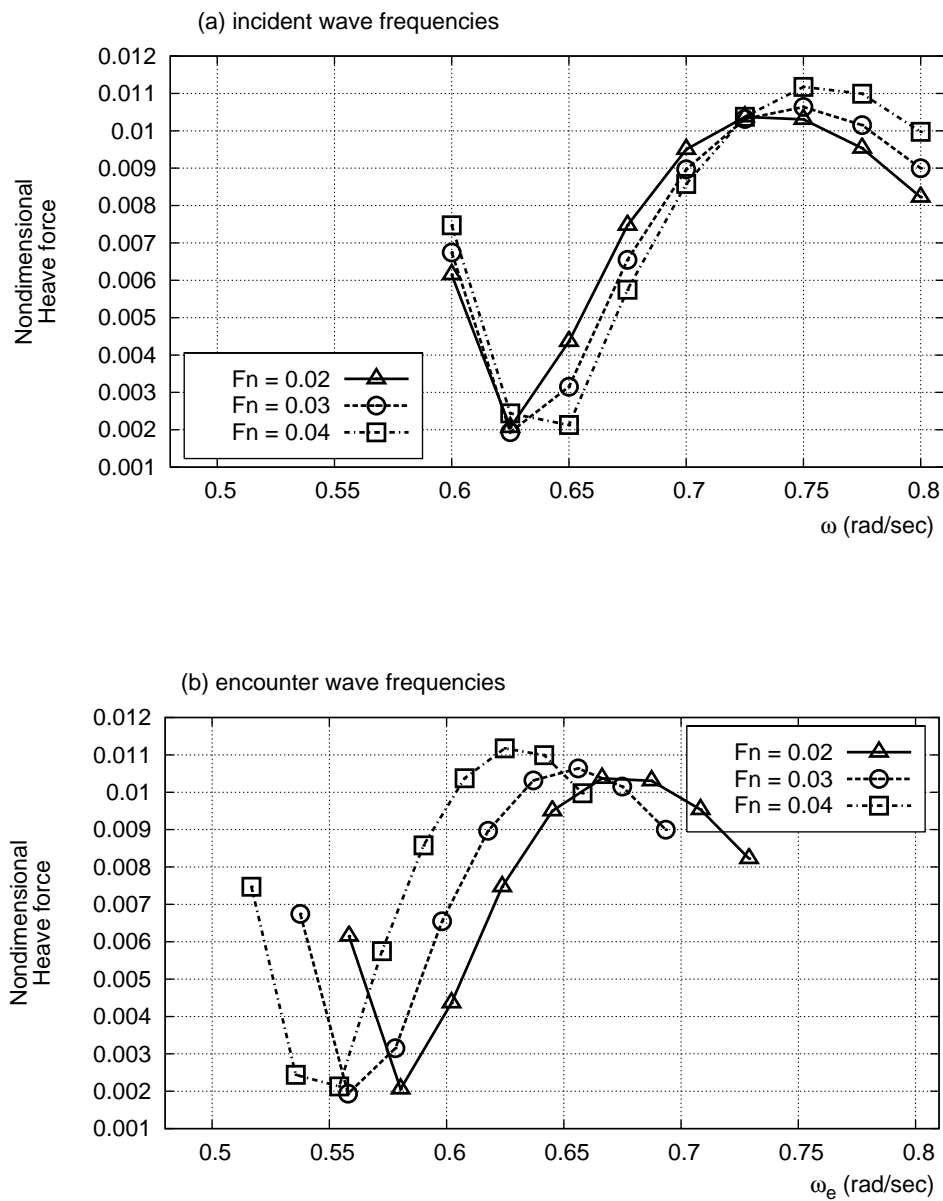 (a) incident wave frequencies
0.012
0.011
0.01
0.009
0.008
0.007
0.006
0.005
0.004
0.003
0.002
0.001
Nondimensional
Heave force
Fn = 0.02
Fn = 0.03
Fn = 0.04
0.5 0.55 0.6 0.65 0.7 0.75 0.8
ω (rad/sec)
(b) encounter wave frequencies
0.012
0.011
0.01
0.009
0.008
0.007
0.006
0.005
0.004
0.003
0.002
0.001
Nondimensional
Heave force
Fn = 0.02
Fn = 0.03
Fn = 0.04
0.5 0.55 0.6 0.65 0.7 0.75 0.8
ωe (rad/sec)